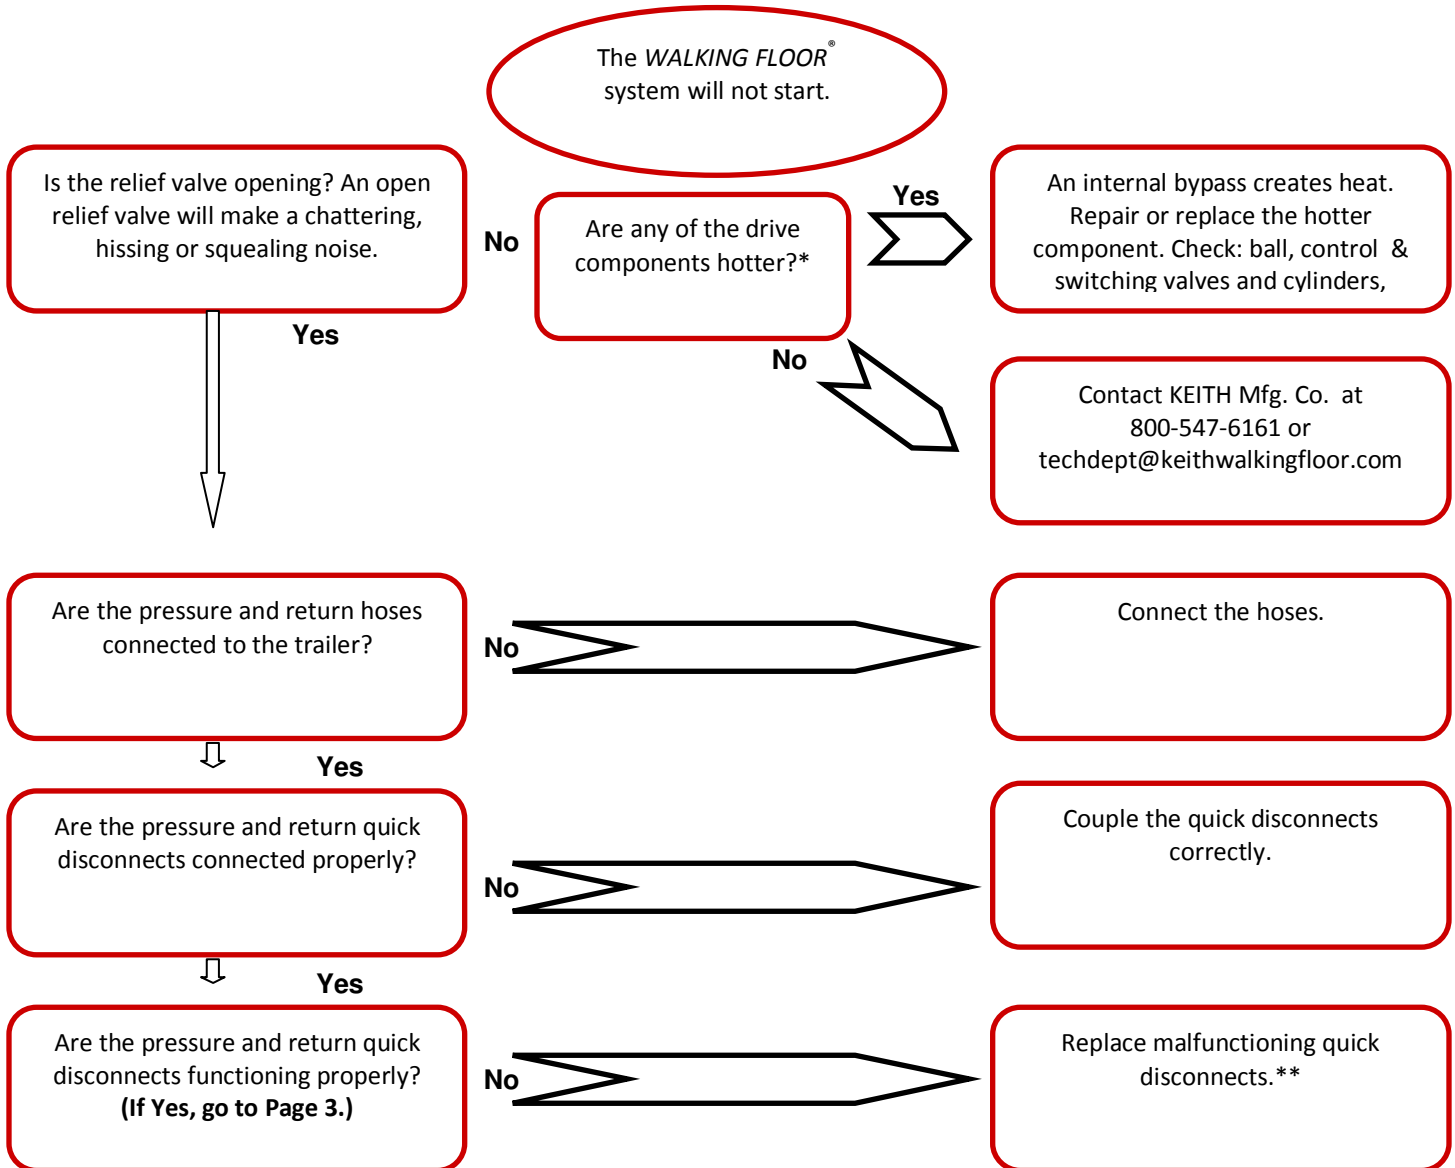 The WALKING FLOOR®
system will not start.
Is the relief valve opening? An open
relief valve will make a chattering,
hissing or squealing noise.
No
Are any of the drive
components hotter?*
Yes
An internal bypass creates heat.
Repair or replace the hotter
component. Check: ball, control &
switching valves and cylinders,
Yes
No
Contact KEITH Mfg. Co. at
800-547-6161 or
techdept@keithwalkingfloor.com
Are the pressure and return hoses
connected to the trailer?
No
Connect the hoses.
Yes
Are the pressure and return quick
disconnects connected properly?
No
Couple the quick disconnects
correctly.
Yes
Are the pressure and return quick
disconnects functioning properly?
(If Yes, go to Page 3.)
No
Replace malfunctioning quick
disconnects.**